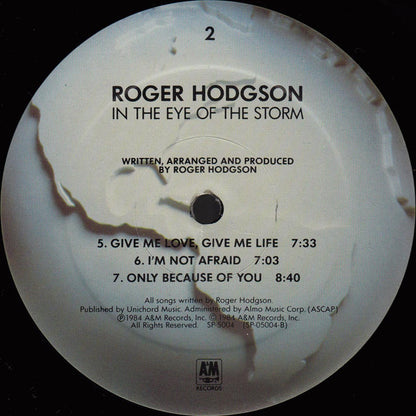 2
ROGER HODGSON
IN THE EYE OF THE STORM
WRITTEN, ARRANGED AND PRODUCED
BY ROGER HODGSON
5. GIVE ME LOVE, GIVE ME LIFE 7:33
6. I'M NOT AFRAID 7:03
7. ONLY BECAUSE OF YOU 8:40
All songs written by Roger Hodgson.
Published by Unichord Music. Administered by Almo Music Corp. (ASCAP)
℗1984 A&M Records, Inc. ©1984 A&M Records, Inc.
All Rights Reserved. SP-5004 (SP-05004-B)
A&M
RECORDS